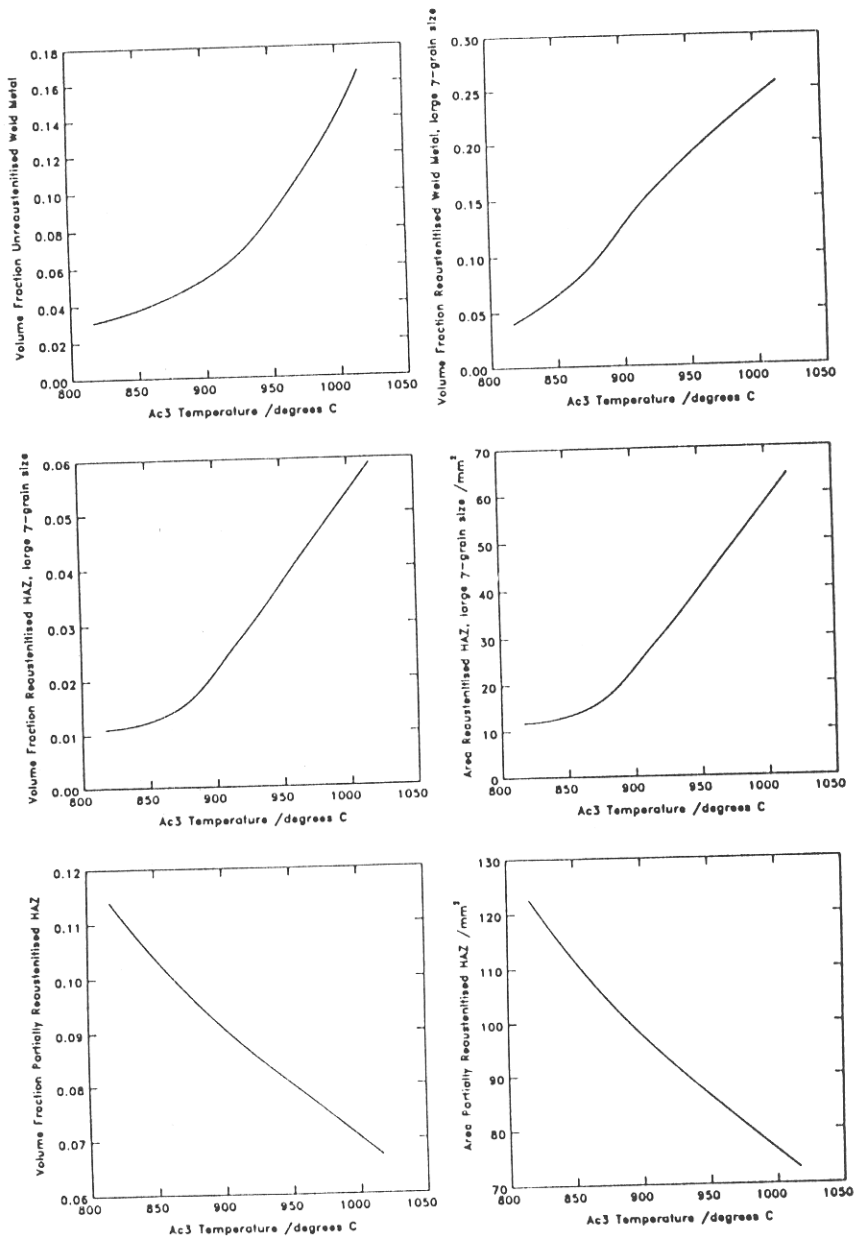 Volume Fraction Unreaustenitised Weld Metal
0.18
0.16
0.14
0.12
0.10
0.08
0.06
0.04
0.02
0.00
800 850 900 950 1000 1050
Ac3 Temperature /degrees C
Volume Fraction Reaustenitised Weld Metal, large 7-grain size
0.30
0.25
0.20
0.15
0.10
0.05
0.00
800 850 900 950 1000 1050
Ac3 Temperature /degrees C
Volume Fraction Reaustenitised HAZ, large 7-grain size
0.06
0.05
0.04
0.03
0.02
0.01
0.00
800 850 900 950 1000 1050
Ac3 Temperature /degrees C
Area Reaustenitised HAZ, large 7-grain size /mm²
70
60
50
40
30
20
10
0
800 850 900 950 1000 1050
Ac3 Temperature /degrees C
Volume Fraction Partially Reaustenitised HAZ
0.12
0.11
0.10
0.09
0.08
0.07
0.06
800 850 900 950 1000 1050
Ac3 Temperature /degrees C
Area Partially Reaustenitised HAZ /mm²
130
120
110
100
90
80
70
800 850 900 950 1000 1050
Ac3 Temperature /degrees C